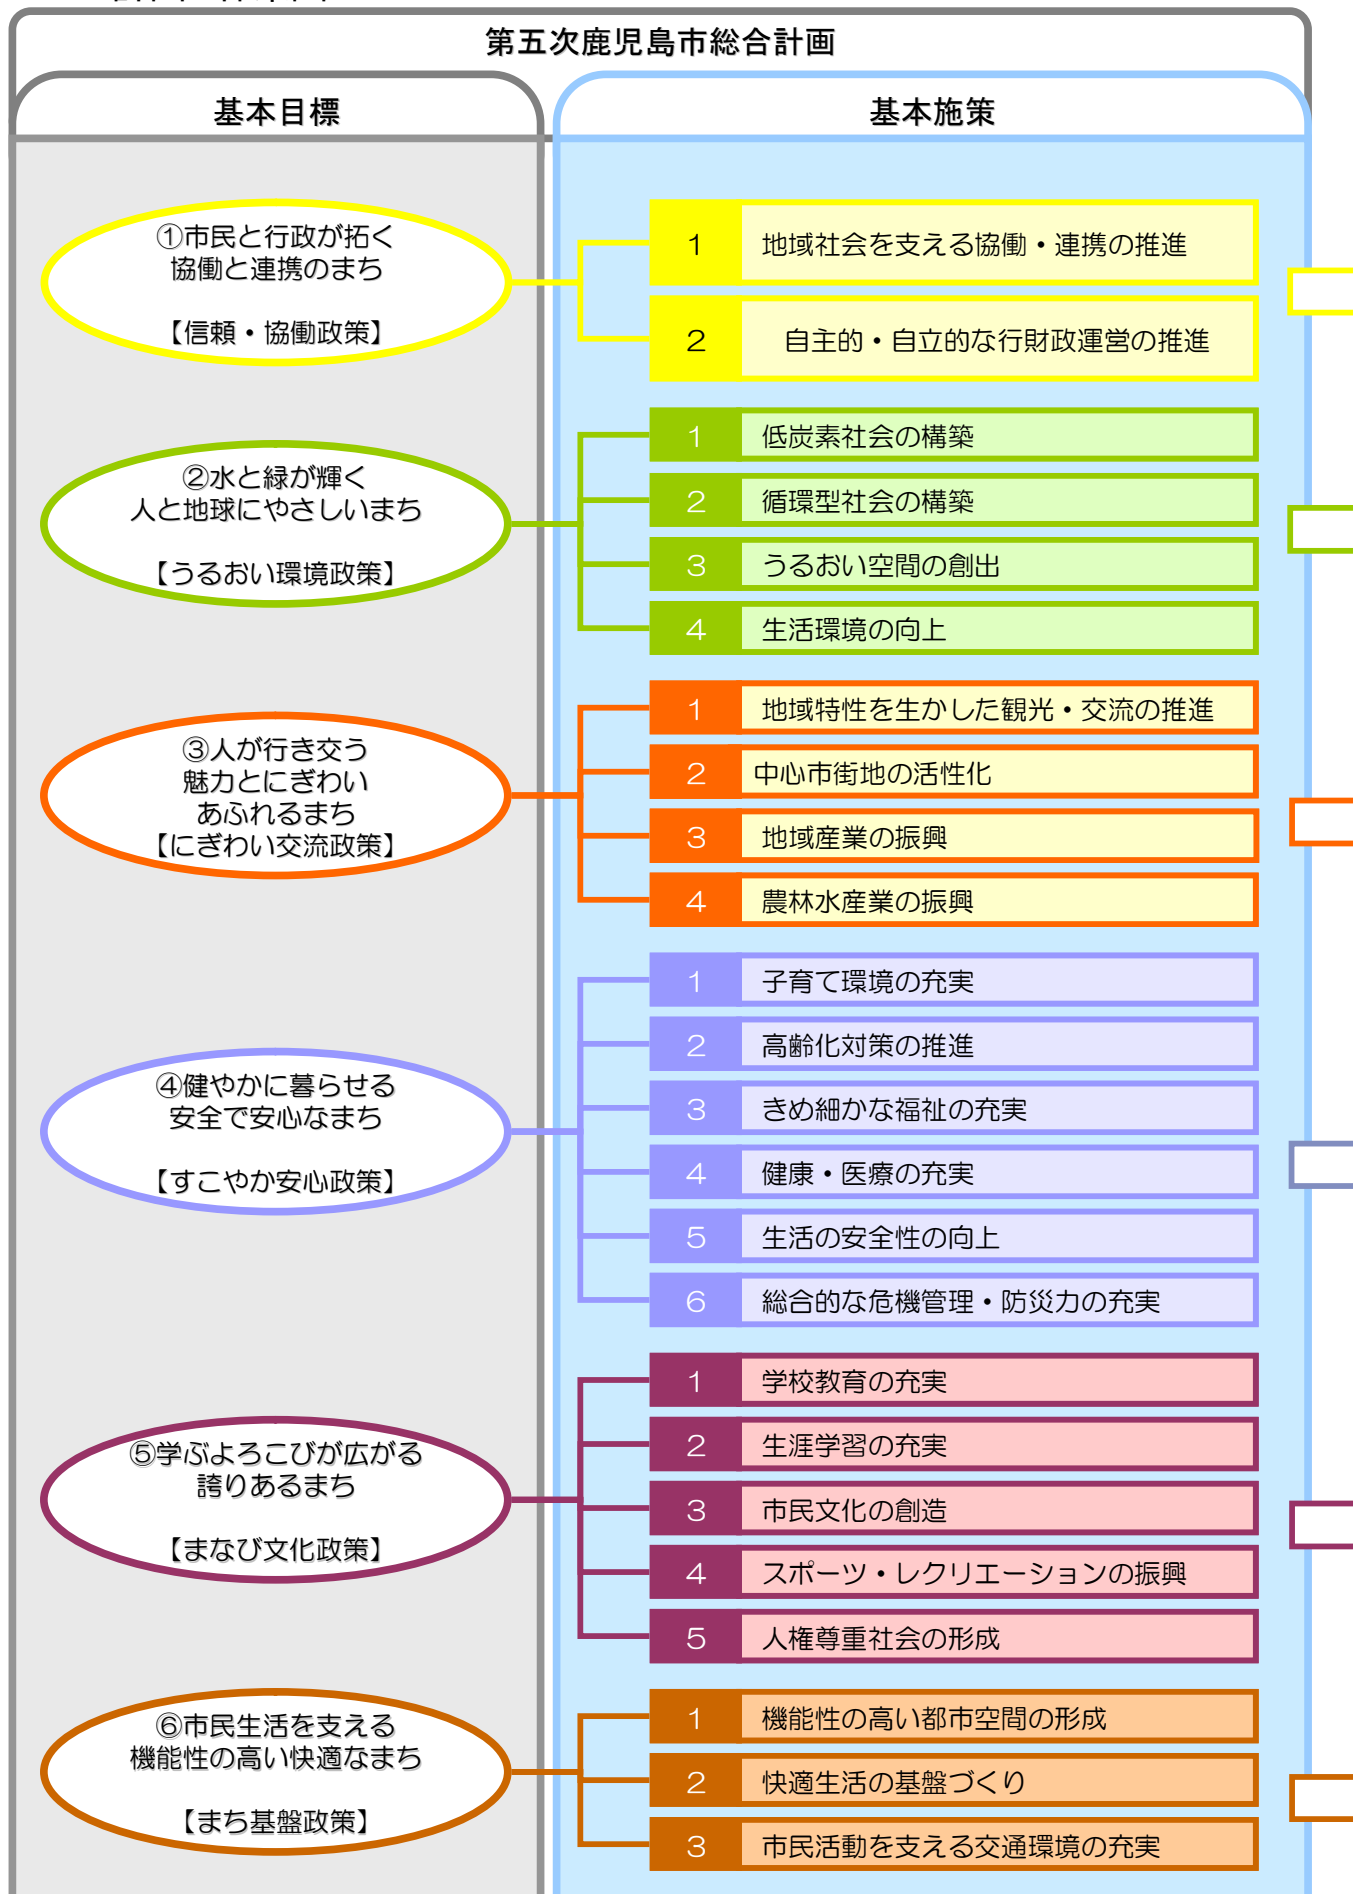 第五次鹿児島市総合計画
基本目標
基本施策
①市民と行政が拓く
協働と連携のまち
【信頼・協働政策】
1 地域社会を支える協働・連携の推進
2 自主的・自立的な行財政運営の推進
②水と緑が輝く
人と地球にやさしいまち
【うるおい環境政策】
1 低炭素社会の構築
2 循環型社会の構築
3 うるおい空間の創出
4 生活環境の向上
③人が行き交う
魅力とにぎわい
あふれるまち
【にぎわい交流政策】
1 地域特性を生かした観光・交流の推進
2 中心市街地の活性化
3 地域産業の振興
4 農林水産業の振興
④健やかに暮らせる
安全で安心なまち
【すこやか安心政策】
1 子育て環境の充実
2 高齢化対策の推進
3 きめ細かな福祉の充実
4 健康・医療の充実
5 生活の安全性の向上
6 総合的な危機管理・防災力の充実
⑤学ぶよろこびが広がる
誇りあるまち
【まなび文化政策】
1 学校教育の充実
2 生涯学習の充実
3 市民文化の創造
4 スポーツ・レクリエーションの振興
5 人権尊重社会の形成
⑥市民生活を支える
機能性の高い快適なまち
【まち基盤政策】
1 機能性の高い都市空間の形成
2 快適生活の基盤づくり
3 市民活動を支える交通環境の充実